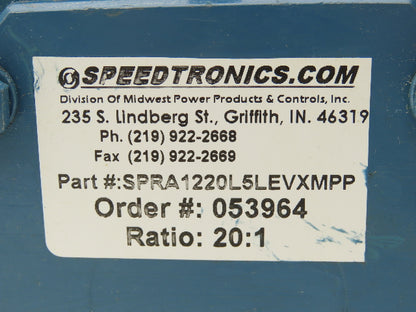 SPEEDTRONICS.COM
Division Of Midwest Power Products & Controls, Inc.
235 S. Lindberg St., Griffith, IN. 46319
Ph. (219) 922-2668
Fax (219) 922-2669
Part #:SPRA1220L5LEVXMPP
Order #: 053964
Ratio: 20:1